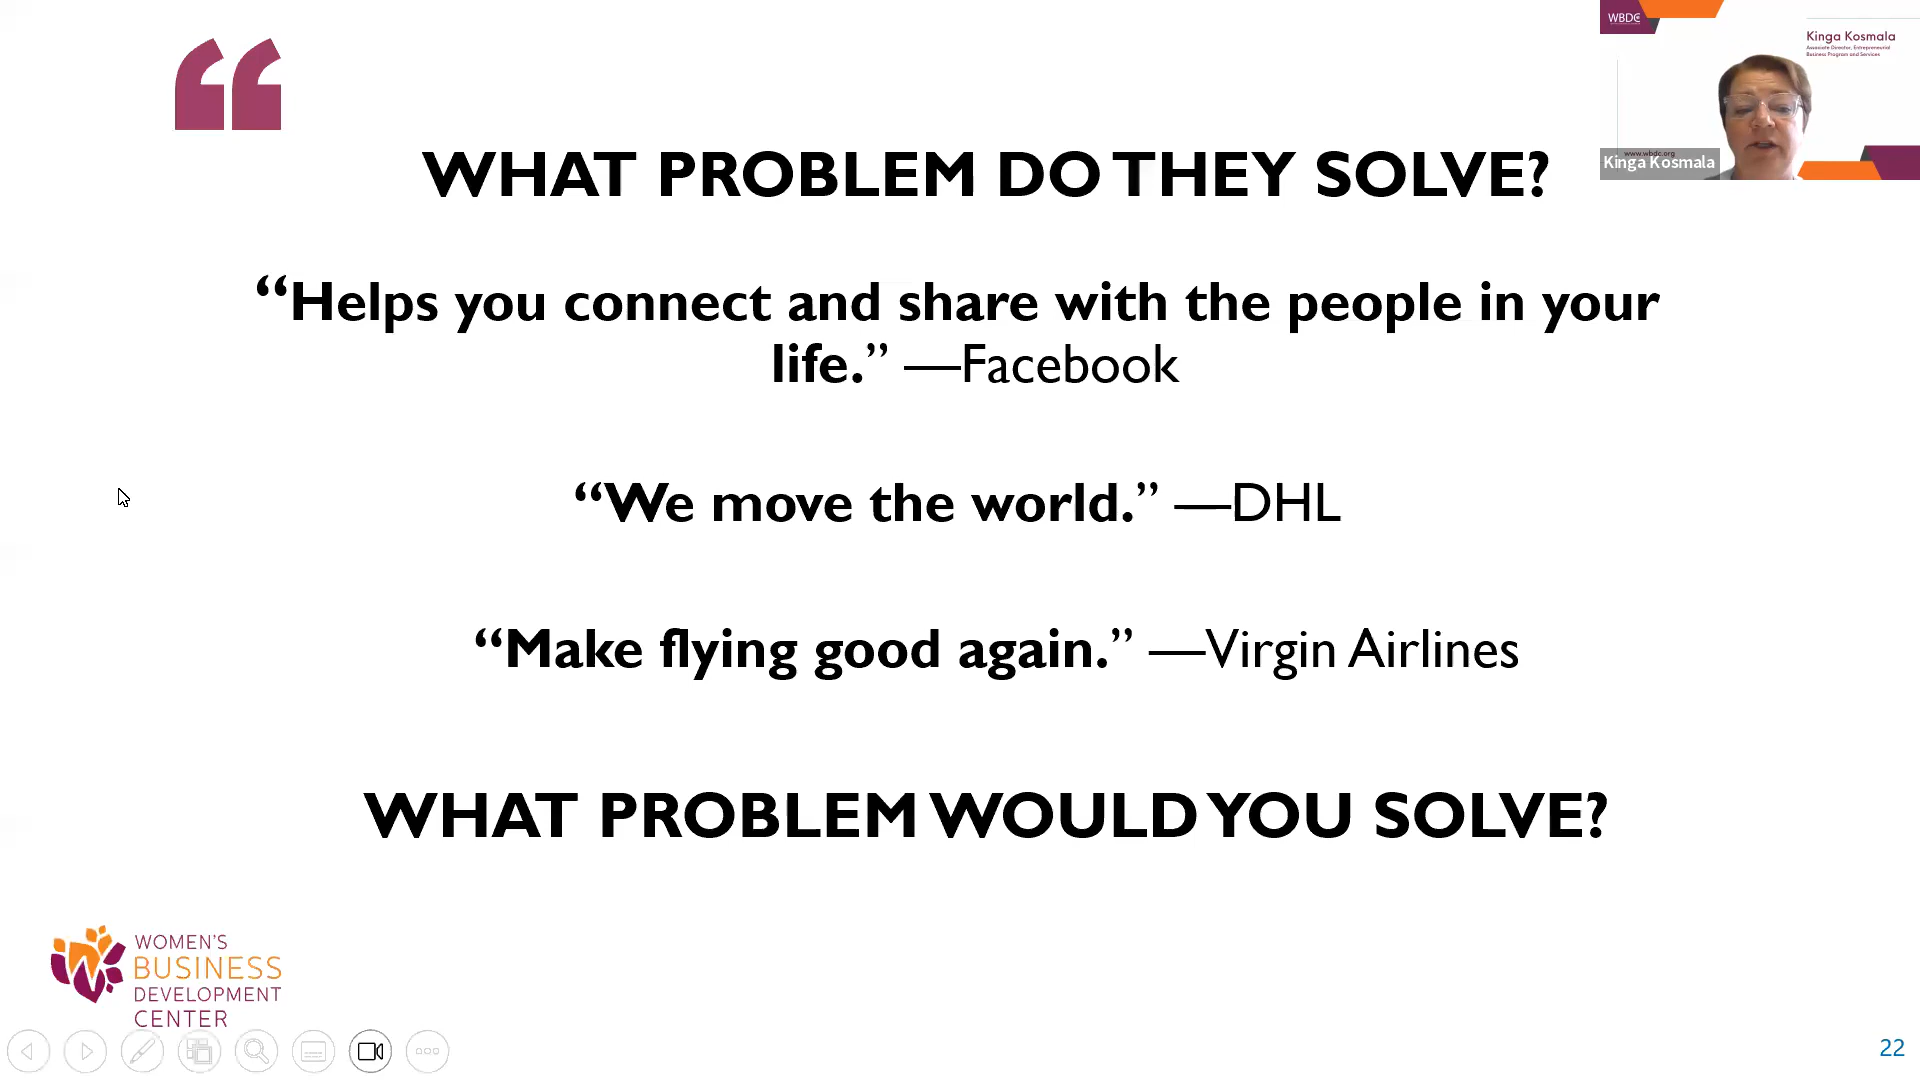 WBDC
Kinga Kosmala
Associate Director, Entrepreneurial
Business Program and Services
www.wbdc.org
Kinga Kosmala
“
WHAT PROBLEM DO THEY SOLVE?
“Helps you connect and share with the people in your
life.” —Facebook
“We move the world.” —DHL
“Make flying good again.” —Virgin Airlines
WHAT PROBLEM WOULD YOU SOLVE?
WOMEN'S
BUSINESS
DEVELOPMENT
CENTER
22